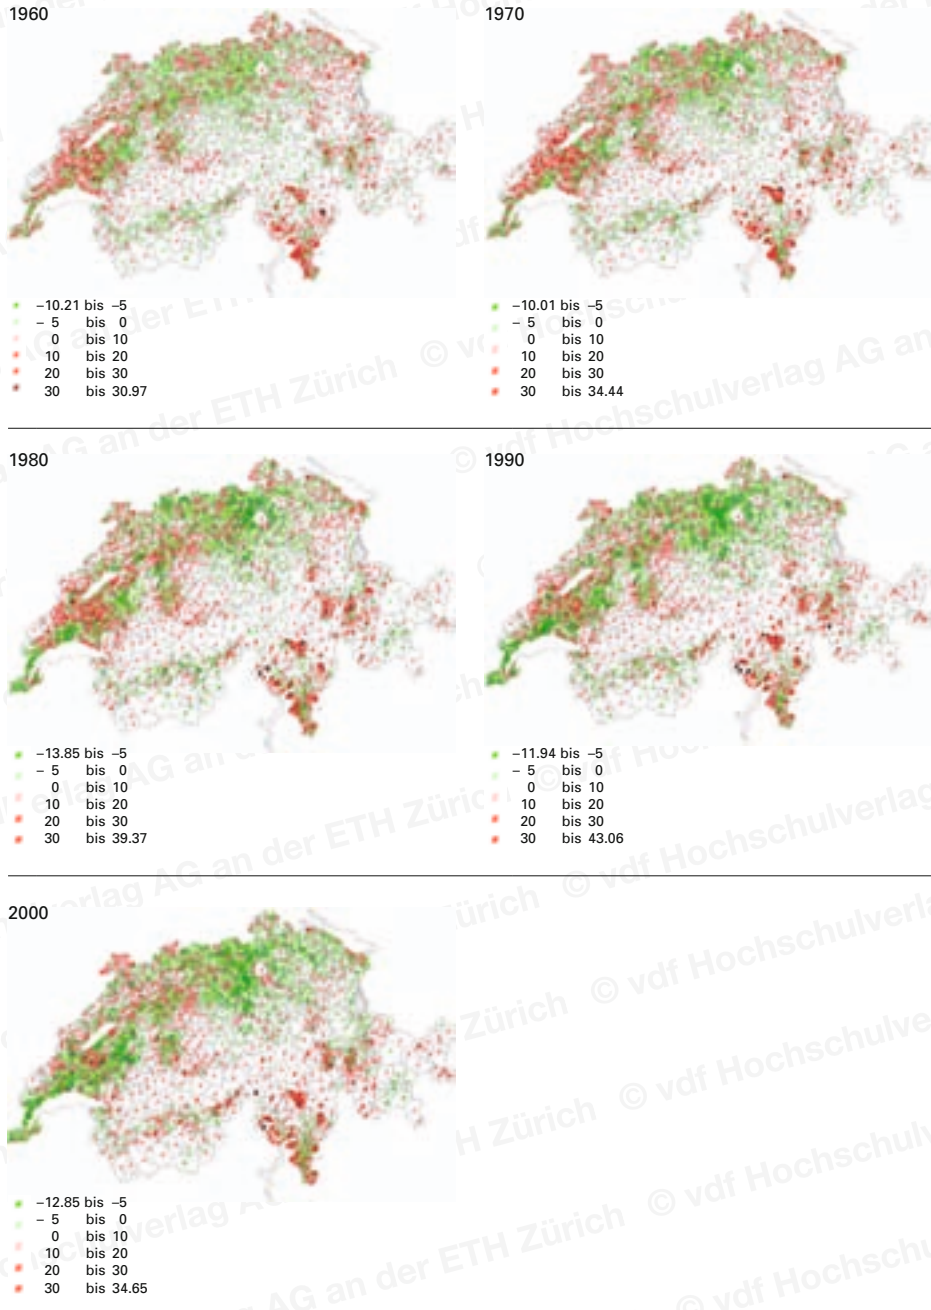 1960
−10.21 bis −5
− 5 bis 0
0 bis 10
10 bis 20
20 bis 30
30 bis 30.97
1970
−10.01 bis −5
− 5 bis 0
0 bis 10
10 bis 20
20 bis 30
30 bis 34.44
1980
−13.85 bis −5
− 5 bis 0
0 bis 10
10 bis 20
20 bis 30
30 bis 39.37
1990
−11.94 bis −5
− 5 bis 0
0 bis 10
10 bis 20
20 bis 30
30 bis 43.06
2000
−12.85 bis −5
− 5 bis 0
0 bis 10
10 bis 20
20 bis 30
30 bis 34.65
© vdf Hochschulverlag AG an der ETH Zürich